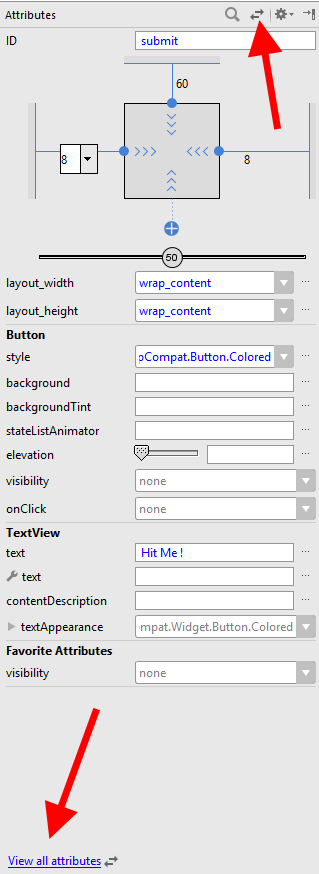 Attributes
ID submit
60
8 8
50
layout_width wrap_content ...
layout_height wrap_content ...
Button
style pCompat.Button.Colored ...
background ...
backgroundTint ...
stateListAnimator ...
elevation ...
visibility none ...
onClick none ...
TextView
text Hit Me ! ...
text ...
contentDescription ...
textAppearance ompat.Widget.Button.Colored ...
Favorite Attributes
visibility none ...
View all attributes